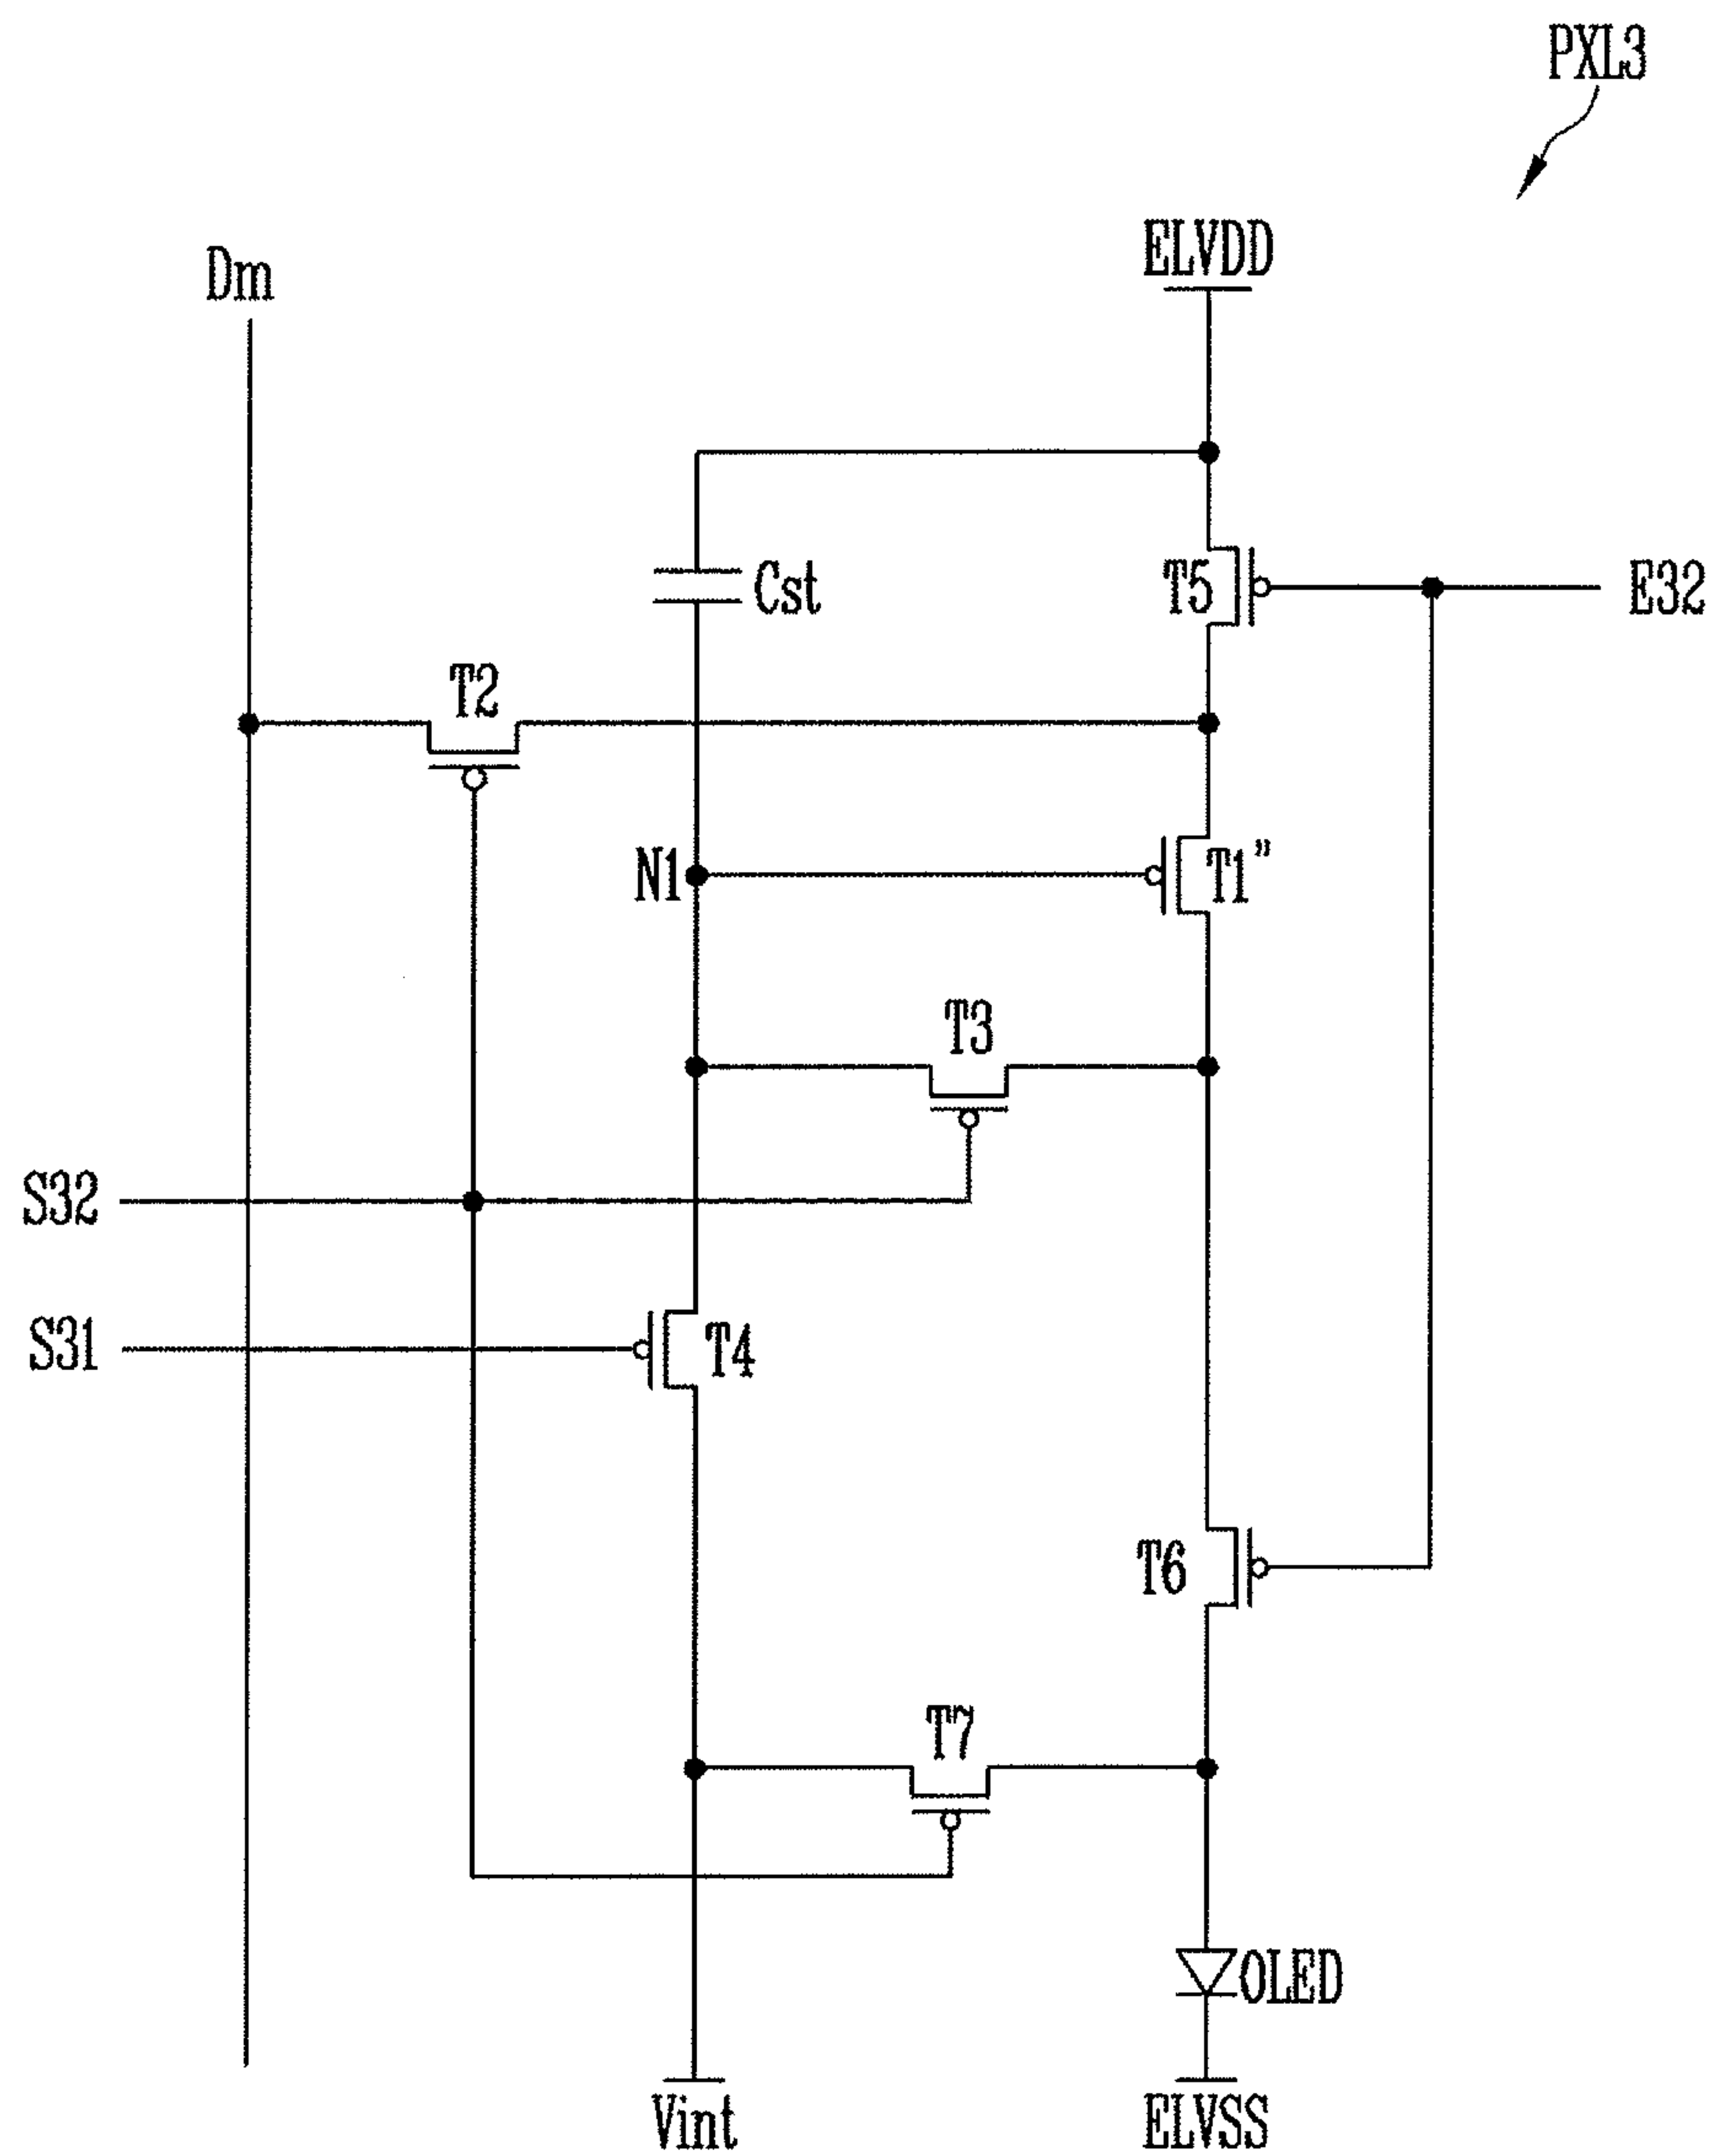 PXL3
ELVDD
Dm
Cst
T5
E32
T2
N1
T1”
T3
S32
S31
T4
T6
T7
OLED
Vint
ELVSS